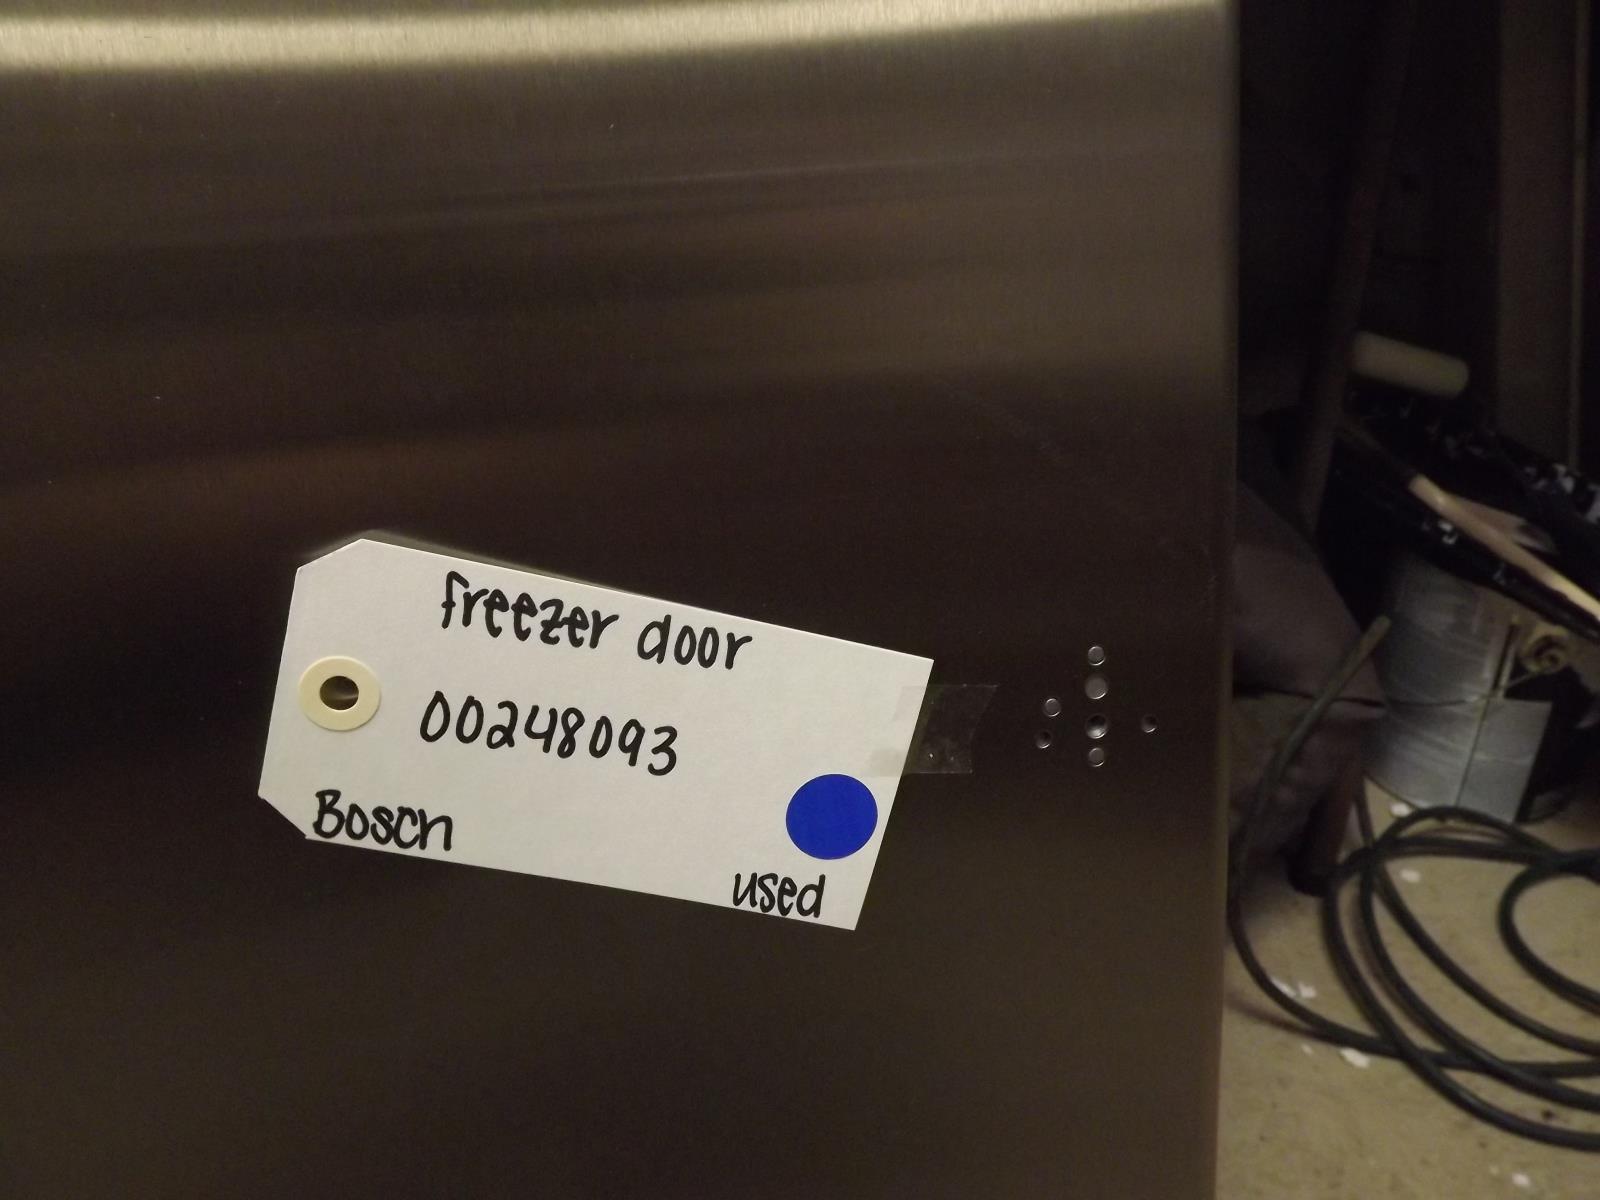 freezer door
00248093
Bosch
used